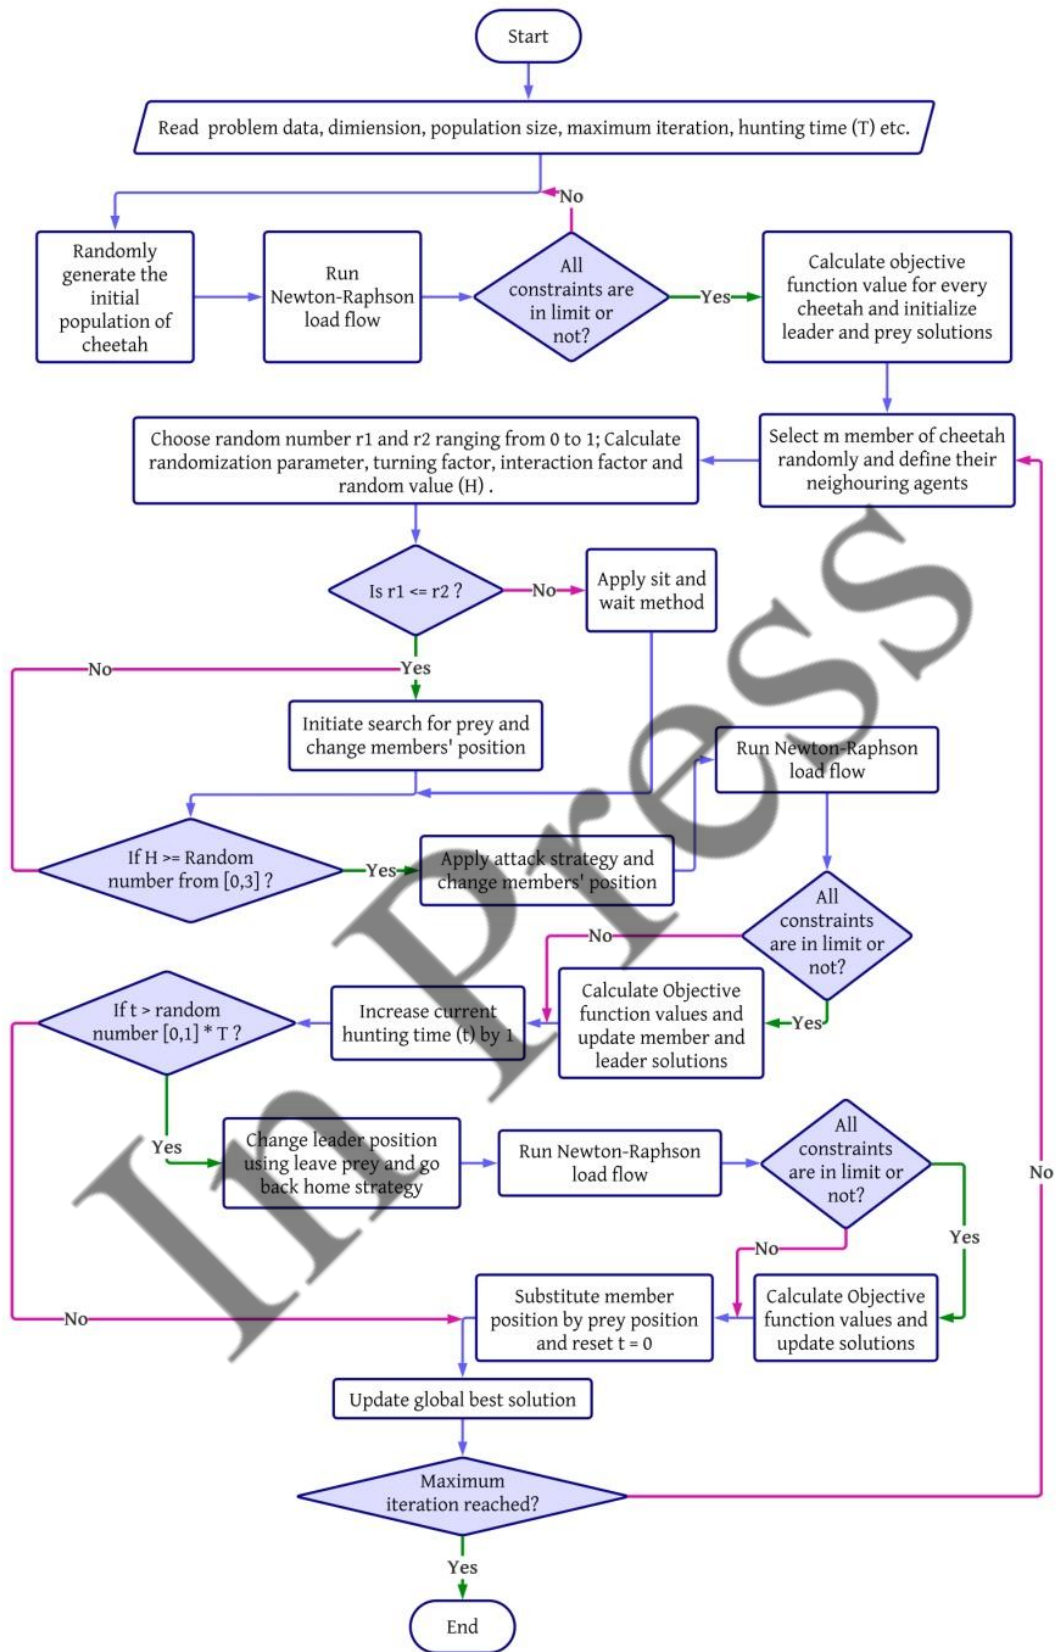 Start
Read problem data, dimiension, population size, maximum iteration, hunting time (T) etc.
No
Randomly
generate the
initial
population of
cheetah
Run
Newton-Raphson
load flow
All
constraints are
in limit or
not?
Yes
Calculate objective
function value for every
cheetah and initialize
leader and prey solutions
Select m member of cheetah
randomly and define their
neighouring agents
Choose random number r1 and r2 ranging from 0 to 1; Calculate
randomization parameter, turning factor, interaction factor and
random value (H) .
Is r1 <= r2 ?
No
Apply sit and
wait method
No
Yes
Initiate search for prey and
change members' position
If H >= Random
number from [0,3] ?
Yes
Apply attack strategy and
change members' position
Run Newton-Raphson
load flow
All
constraints
are in limit or
not?
No
Yes
Calculate Objective
function values and
update member and
leader solutions
Increase current
hunting time (t) by 1
If t > random
number [0,1] * T ?
Yes
Change leader position
using leave prey and go
back home strategy
Run Newton-Raphson
load flow
All
constraints
are in limit or
not?
No
Yes
Calculate Objective
function values and
update solutions
Substitute member
position by prey position
and reset t = 0
No
Update global best solution
Maximum
iteration reached?
No
Yes
End
In Press